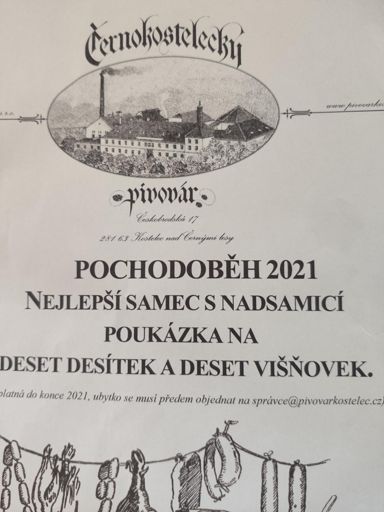 Černokostelecký
www.pivovarko
pivovár
Českobrodská 17
281 63 Kostelec nad Černými lesy
POCHODOBĚH 2021
NEJLEPŠÍ SAMEC S NADSAMICÍ
POUKÁZKA NA
DESET DESÍTEK A DESET VIŠŇOVEK.
platná do konce 2021, ubytko se musí předem objednat na správce@pivovarkostelec.cz)